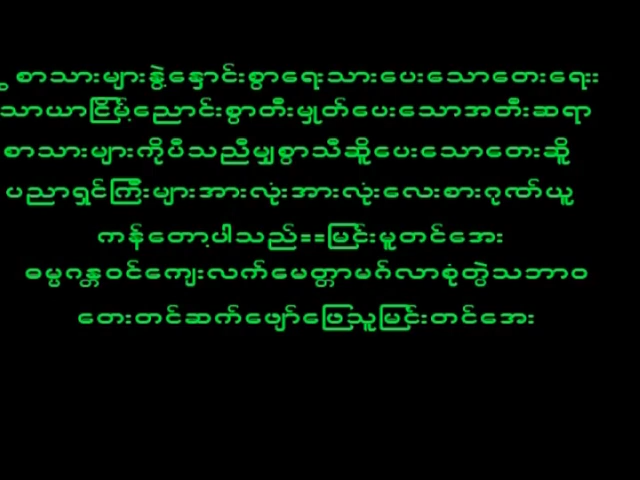 စာသားများနွဲ့နှောင်းစွာရေးသားပေးသောတေးရေး
သာယာငြိမ့်ညောင်းစွာတီးမှုတ်ပေးသောအတီးဆရာ
စာသားများကိုပီသညီမျှစွာသီဆိူပေးသောတေးဆိူ
ပညာရှင်ကြီးများအားလုံးအားလုံးလေးစားဂုဏ်ယူ
ကန်တော့ပါသည်==မြင်းမူတင်အေး
ဓမ္မဂန္တဝင်ကျေးလက်မေတ္တာမဂ်လာစုံတွဲသဘာဝ
တေးတင်ဆက်ဖျော်ဖြေသူမြင်းတင်အေး